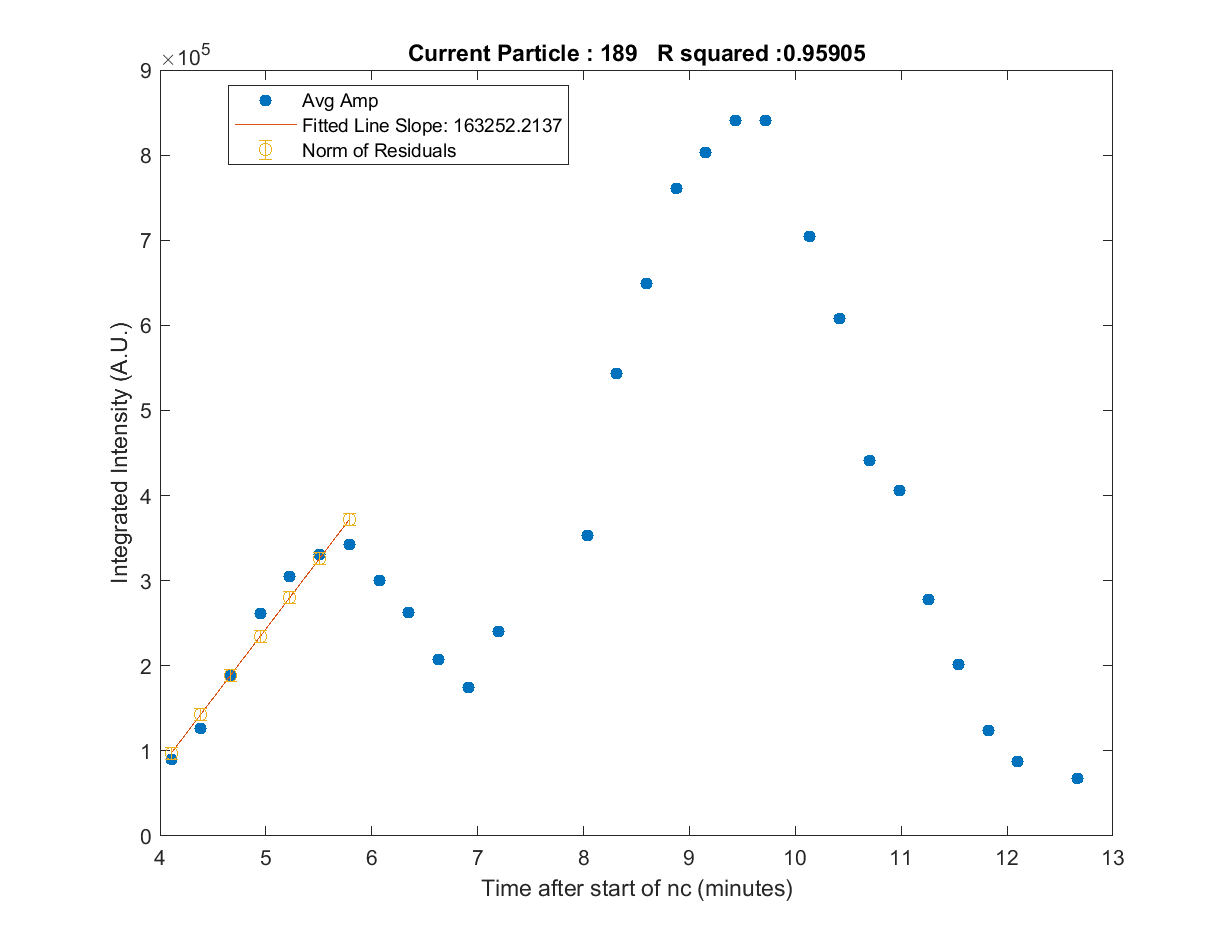 Current Particle : 189 R squared :0.95905
×10^5
Avg Amp
Fitted Line Slope: 163252.2137
Norm of Residuals
9
8
7
6
5
4
3
2
1
0
Integrated Intensity (A.U.)
4 5 6 7 8 9 10 11 12 13
Time after start of nc (minutes)